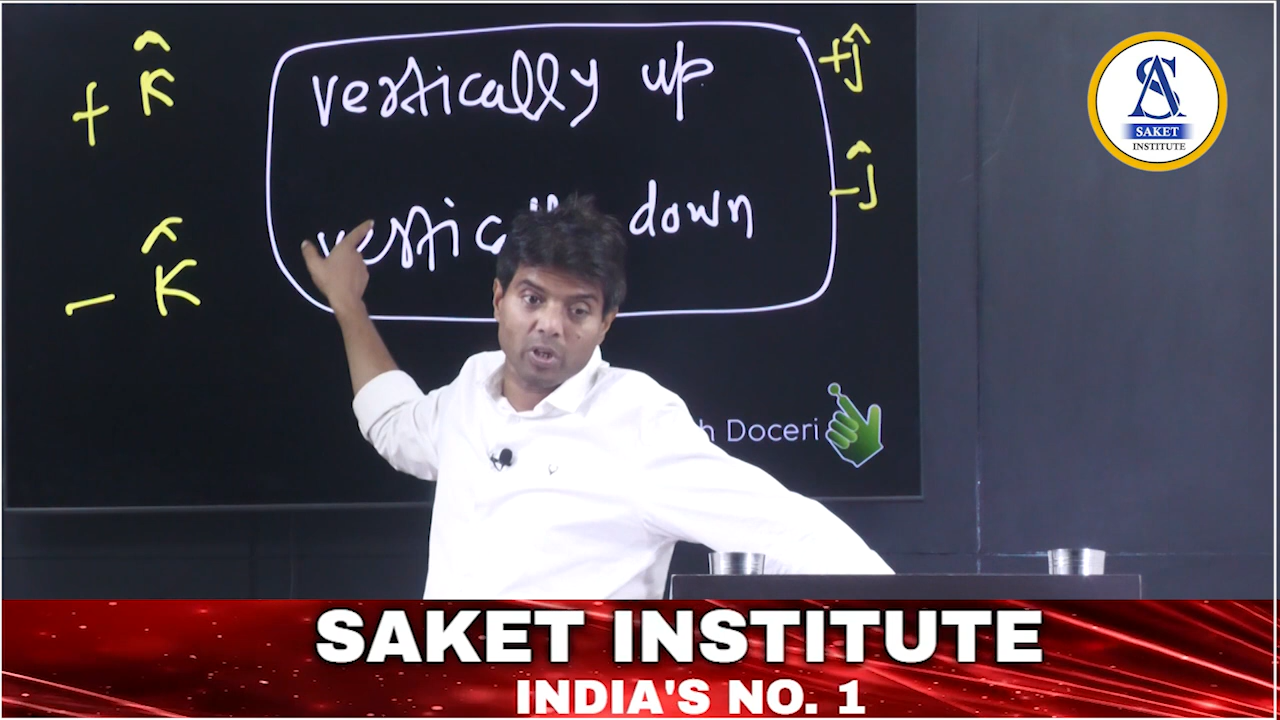 + k̂ vertically up +ĵ
- k̂ down -ĵ
SAKET
INSTITUTE
Doceri
SAKET INSTITUTE
INDIA'S NO. 1